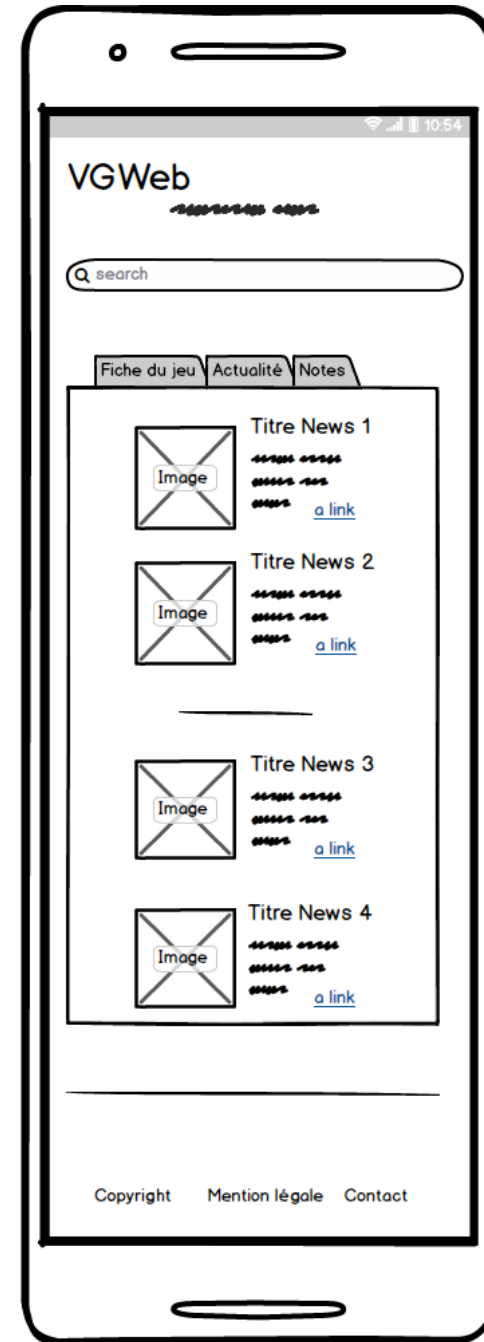 10:54
VGWeb
search
Fiche du jeu Actualité Notes
Titre News 1
Image
a link
Titre News 2
Image
a link
Titre News 3
Image
a link
Titre News 4
Image
a link
Copyright Mention légale Contact